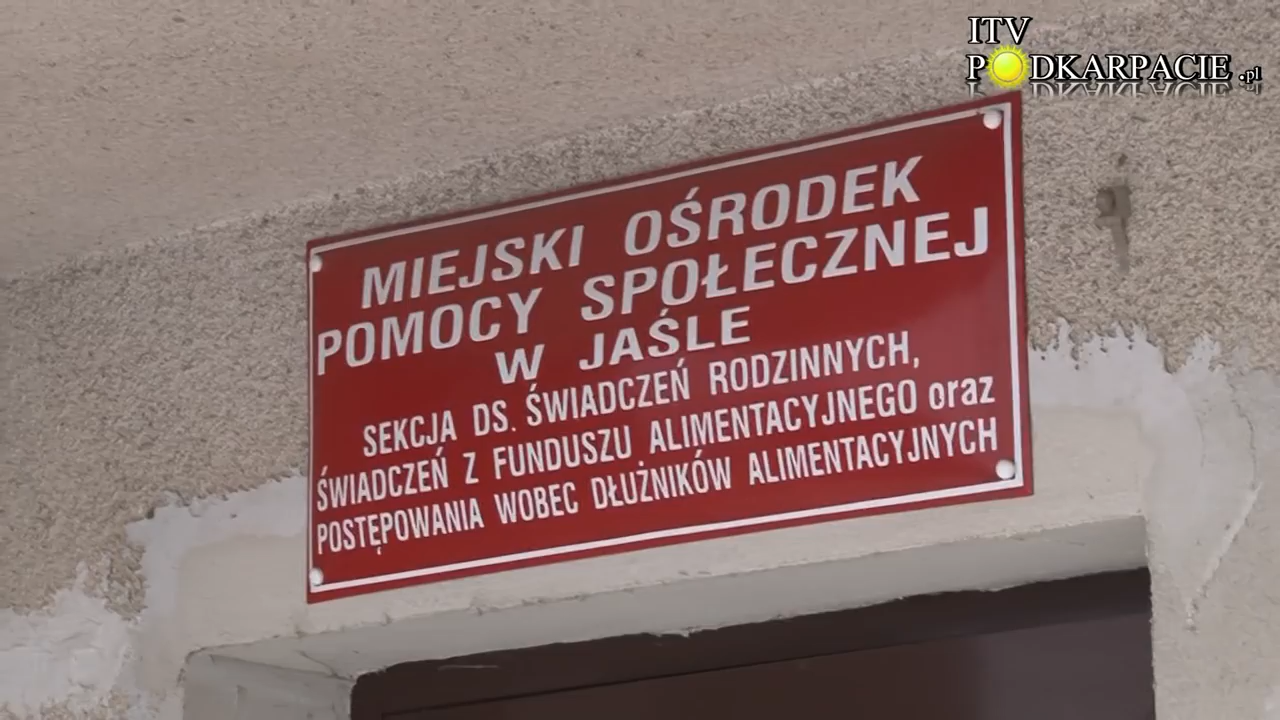 ITV
PODKARPACIE.pl
MIEJSKI OŚRODEK
POMOCY SPOŁECZNEJ
W JAŚLE
SEKCJA DS. ŚWIADCZEŃ RODZINNYCH,
ŚWIADCZEŃ Z FUNDUSZU ALIMENTACYJNEGO oraz
POSTĘPOWANIA WOBEC DŁUŻNIKÓW ALIMENTACYJNYCH